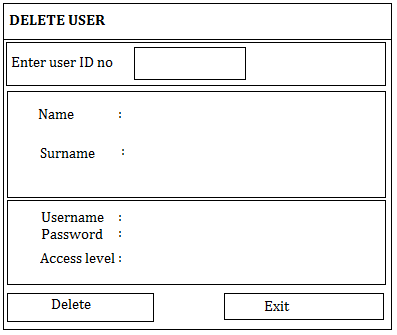 DELETE USER
Enter user ID no
Name :
Surname :
Username :
Password :
Access level :
Delete Exit